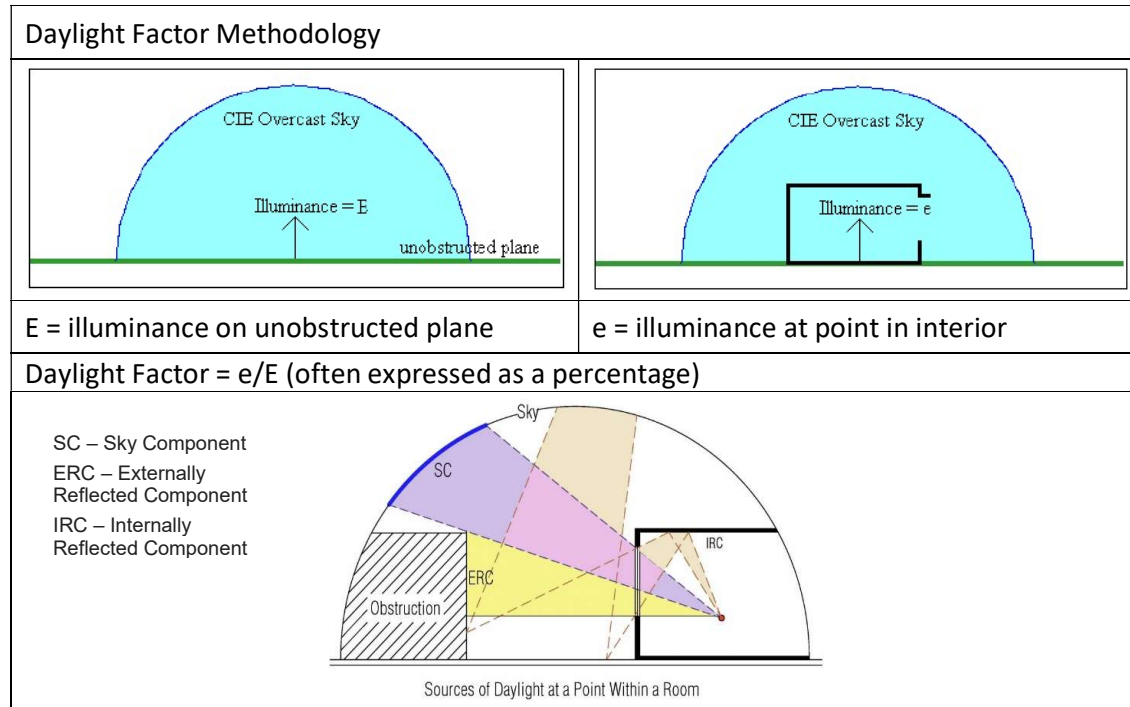 Daylight Factor Methodology
CIE Overcast Sky
Illuminance = E
unobstructed plane
CIE Overcast Sky
Illuminance = e
E = illuminance on unobstructed plane
e = illuminance at point in interior
Daylight Factor = e/E (often expressed as a percentage)
SC – Sky Component
ERC – Externally
Reflected Component
IRC – Internally
Reflected Component
Sky
SC
IRC
ERC
Obstruction
Sources of Daylight at a Point Within a Room